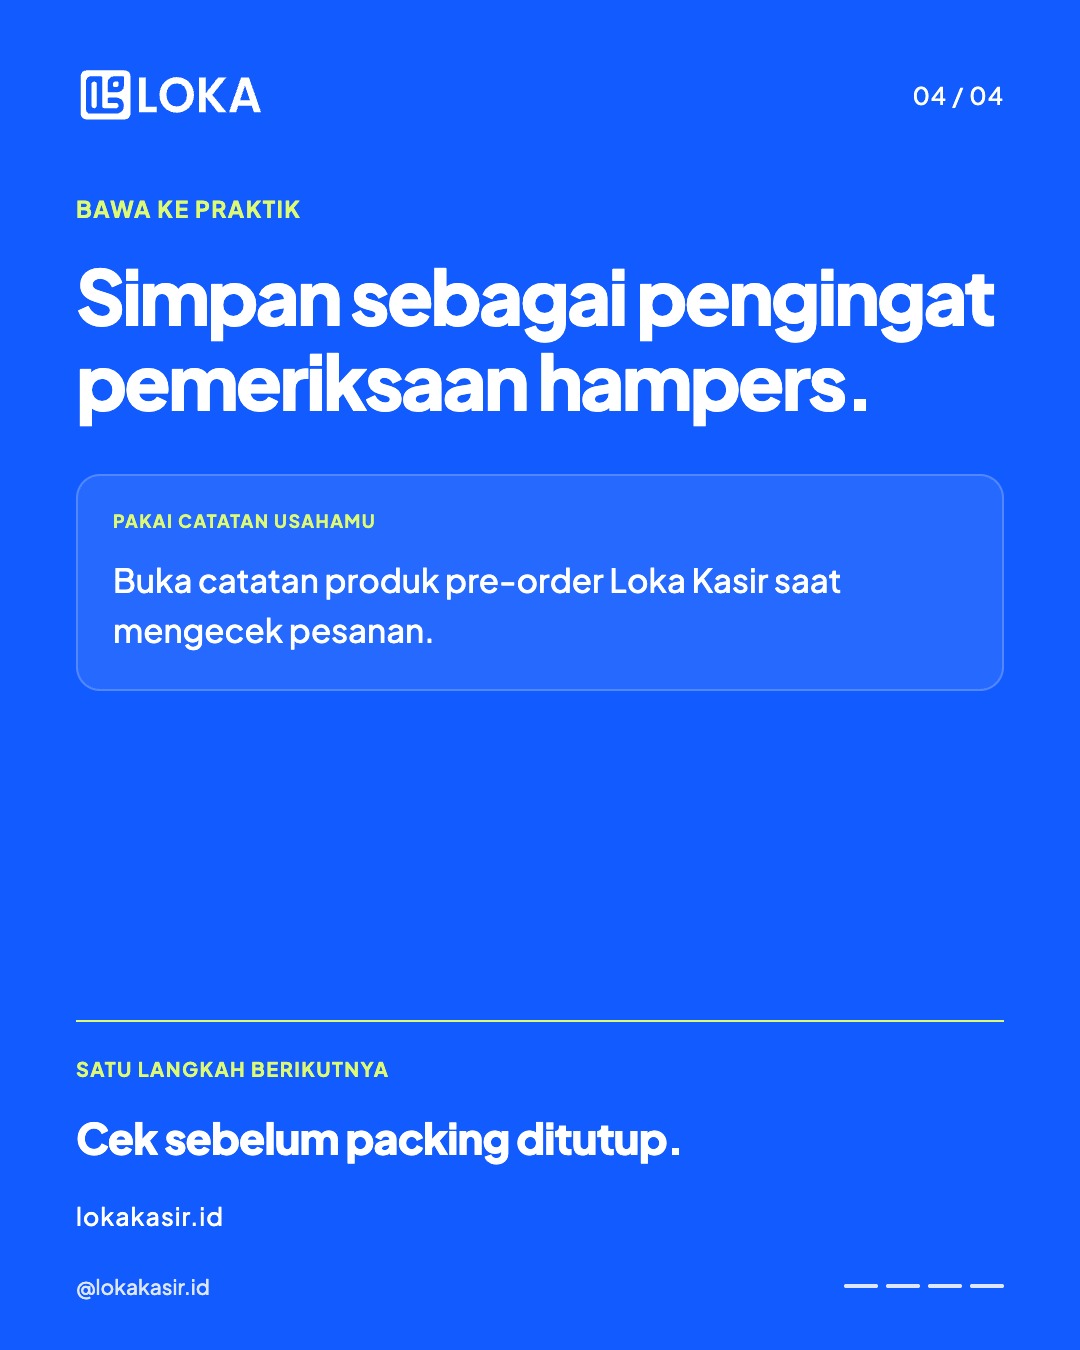 LOKA
04 / 04
BAWA KE PRAKTIK
Simpan sebagai pengingat
pemeriksaan hampers.
PAKAI CATATAN USAHAMU
Buka catatan produk pre-order Loka Kasir saat
mengecek pesanan.
SATU LANGKAH BERIKUTNYA
Cek sebelum packing ditutup.
lokakasir.id
@lokakasir.id